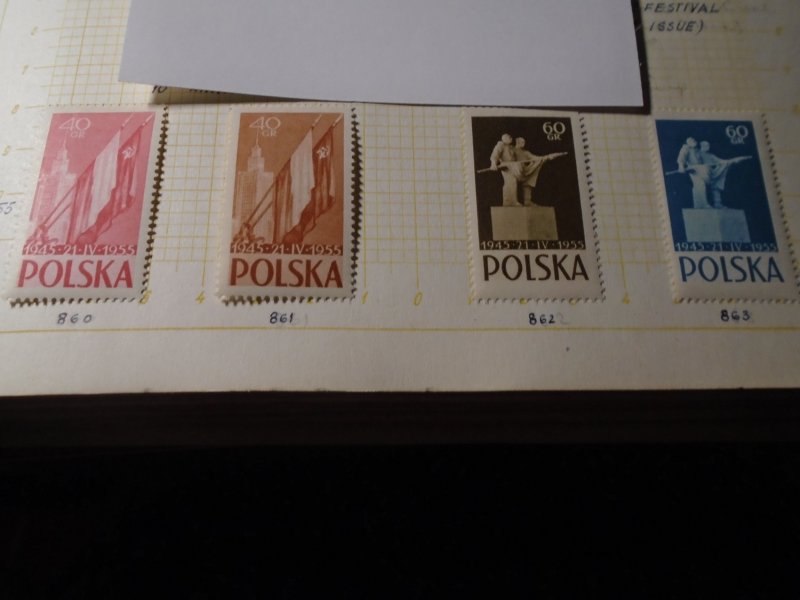 FESTIVAL
ISSUE)
40
GR
1945·21·IV·1955
POLSKA
40
GR
1945·21·IV·1955
POLSKA
60
GR
1945·21·IV·1955
POLSKA
60
GR
1945·21·IV·1955
POLSKA
860
861
862
863